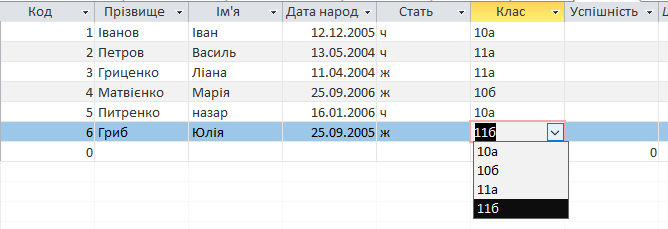 Код Прізвище Ім'я Дата народ Стать Клас Успішність
1 Іванов Іван 12.12.2005 ч 10а
2 Петров Василь 13.05.2004 ч 11а
3 Гриценко Ліана 11.04.2004 ж 11а
4 Матвієнко Марія 25.09.2006 ж 10б
5 Питренко назар 16.01.2006 ч 10а
6 Гриб Юлія 25.09.2005 ж 11б
0 0
10а
10б
11а
11б